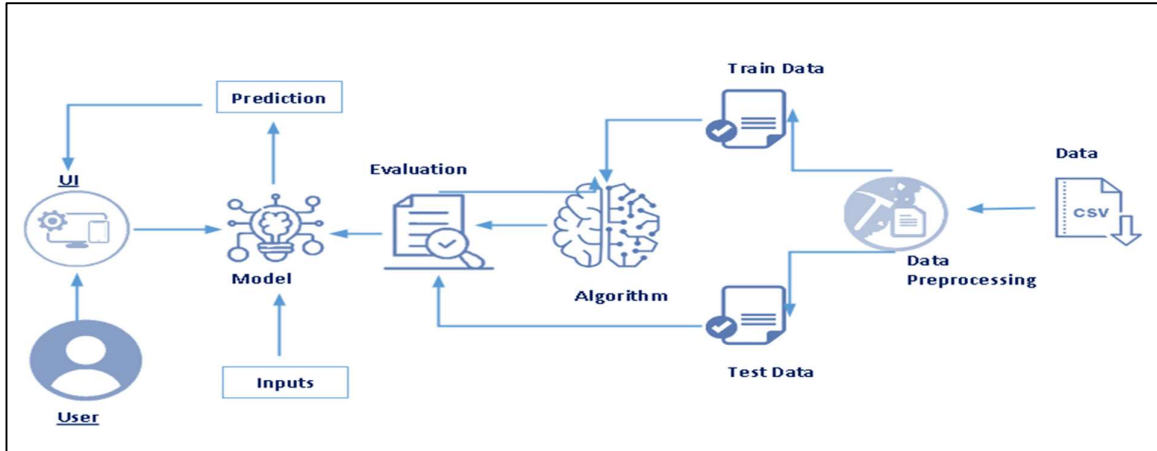 Train Data
Prediction
Data
Evaluation
UI
CSV
Model
Data
Preprocessing
Algorithm
Test Data
Inputs
User